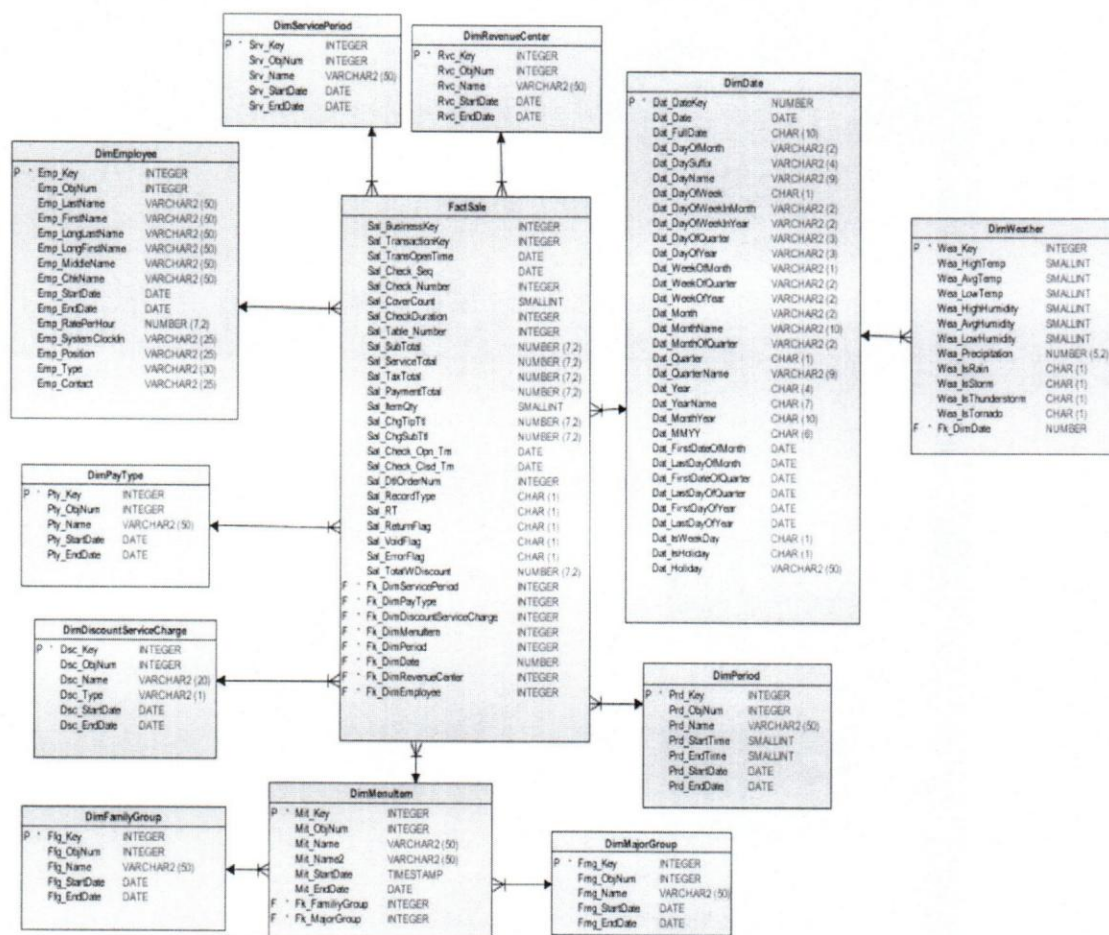 DimServicePeriod
P * Srv_Key INTEGER
Srv_ObjNum INTEGER
Srv_Name VARCHAR2 (50)
Srv_StartDate DATE
Srv_EndDate DATE
DimRevenueCenter
P * Rvc_Key INTEGER
Rvc_ObjNum INTEGER
Rvc_Name VARCHAR2 (50)
Rvc_StartDate DATE
Rvc_EndDate DATE
DimDate
P * Dat_DateKey NUMBER
Dat_Date DATE
Dat_FullDate CHAR (10)
Dat_DayOfMonth VARCHAR2 (2)
Dat_DaySuffix VARCHAR2 (4)
Dat_DayName VARCHAR2 (9)
Dat_DayOfWeek CHAR (1)
Dat_DayOfWeekInMonth VARCHAR2 (2)
Dat_DayOfWeekInYear VARCHAR2 (2)
Dat_DayOfQuarter VARCHAR2 (3)
Dat_DayOfYear VARCHAR2 (3)
Dat_WeekOfMonth VARCHAR2 (1)
Dat_WeekOfQuarter VARCHAR2 (2)
Dat_WeekOfYear VARCHAR2 (2)
Dat_Month VARCHAR2 (2)
Dat_MonthName VARCHAR2 (10)
Dat_MonthOfQuarter VARCHAR2 (2)
Dat_Quarter CHAR (1)
Dat_QuarterName VARCHAR2 (9)
Dat_Year CHAR (4)
Dat_YearName CHAR (7)
Dat_MonthYear CHAR (10)
Dat_MMYY CHAR (6)
Dat_FirstDateOfMonth DATE
Dat_LastDayOfMonth DATE
Dat_FirstDateOfQuarter DATE
Dat_LastDayOfQuarter DATE
Dat_FirstDayOfYear DATE
Dat_LastDayOfYear DATE
Dat_IsWeekDay CHAR (1)
Dat_IsHoliday CHAR (1)
Dat_Holiday VARCHAR2 (50)
DimEmployee
P * Emp_Key INTEGER
Emp_ObjNum INTEGER
Emp_LastName VARCHAR2 (50)
Emp_FirstName VARCHAR2 (50)
Emp_LongLastName VARCHAR2 (50)
Emp_LongFirstName VARCHAR2 (50)
Emp_MiddleName VARCHAR2 (50)
Emp_ChkName VARCHAR2 (50)
Emp_StartDate DATE
Emp_EndDate DATE
Emp_RatePerHour NUMBER (7,2)
Emp_SystemClockIn VARCHAR2 (25)
Emp_Position VARCHAR2 (25)
Emp_Type VARCHAR2 (30)
Emp_Contact VARCHAR2 (25)
FactSale
Sal_BusinessKey INTEGER
Sal_TransactionKey INTEGER
Sal_TransOpenTime DATE
Sal_Check_Seq DATE
Sal_Check_Number INTEGER
Sal_CoverCount SMALLINT
Sal_CheckDuration INTEGER
Sal_Table_Number INTEGER
Sal_SubTotal NUMBER (7,2)
Sal_ServiceTotal NUMBER (7,2)
Sal_TaxTotal NUMBER (7,2)
Sal_PaymentTotal NUMBER (7,2)
Sal_ItemQty SMALLINT
Sal_ChgTipTtl NUMBER (7,2)
Sal_ChgSubTtl NUMBER (7,2)
Sal_Check_Opn_Tm DATE
Sal_Check_Clsd_Tm DATE
Sal_DtlOrderNum INTEGER
Sal_RecordType CHAR (1)
Sal_RT CHAR (1)
Sal_ReturnFlag CHAR (1)
Sal_VoidFlag CHAR (1)
Sal_ErrorFlag CHAR (1)
Sal_TotalWDiscount NUMBER (7,2)
F * Fk_DimServicePeriod INTEGER
F * Fk_DimPayType INTEGER
F * Fk_DimDiscountServiceCharge INTEGER
F * Fk_DimMenuItem INTEGER
F * Fk_DimPeriod INTEGER
F * Fk_DimDate NUMBER
F * Fk_DimRevenueCenter INTEGER
F * Fk_DimEmployee INTEGER
DimWeather
P * Wea_Key INTEGER
Wea_HighTemp SMALLINT
Wea_AvgTemp SMALLINT
Wea_LowTemp SMALLINT
Wea_HighHumidity SMALLINT
Wea_AvgHumidity SMALLINT
Wea_LowHumidity SMALLINT
Wea_Precipitation NUMBER (5,2)
Wea_IsRain CHAR (1)
Wea_IsStorm CHAR (1)
Wea_IsThunderstorm CHAR (1)
Wea_IsTornado CHAR (1)
F * Fk_DimDate NUMBER
DimPayType
P * Pty_Key INTEGER
Pty_ObjNum INTEGER
Pty_Name VARCHAR2 (50)
Pty_StartDate DATE
Pty_EndDate DATE
DimDiscountServiceCharge
P * Dsc_Key INTEGER
Dsc_ObjNum INTEGER
Dsc_Name VARCHAR2 (20)
Dsc_Type VARCHAR2 (1)
Dsc_StartDate DATE
Dsc_EndDate DATE
DimPeriod
P * Prd_Key INTEGER
Prd_ObjNum INTEGER
Prd_Name VARCHAR2 (50)
Prd_StartTime SMALLINT
Prd_EndTime SMALLINT
Prd_StartDate DATE
Prd_EndDate DATE
DimFamilyGroup
P * Flg_Key INTEGER
Flg_ObjNum INTEGER
Flg_Name VARCHAR2 (50)
Flg_StartDate DATE
Flg_EndDate DATE
DimMenuItem
P * Mit_Key INTEGER
Mit_ObjNum INTEGER
Mit_Name VARCHAR2 (50)
Mit_Name2 VARCHAR2 (50)
Mit_StartDate TIMESTAMP
Mit_EndDate DATE
F * Fk_FamiliyGroup INTEGER
F * Fk_MajorGroup INTEGER
DimMajorGroup
P * Fmg_Key INTEGER
Fmg_ObjNum INTEGER
Fmg_Name VARCHAR2 (50)
Fmg_StartDate DATE
Fmg_EndDate DATE